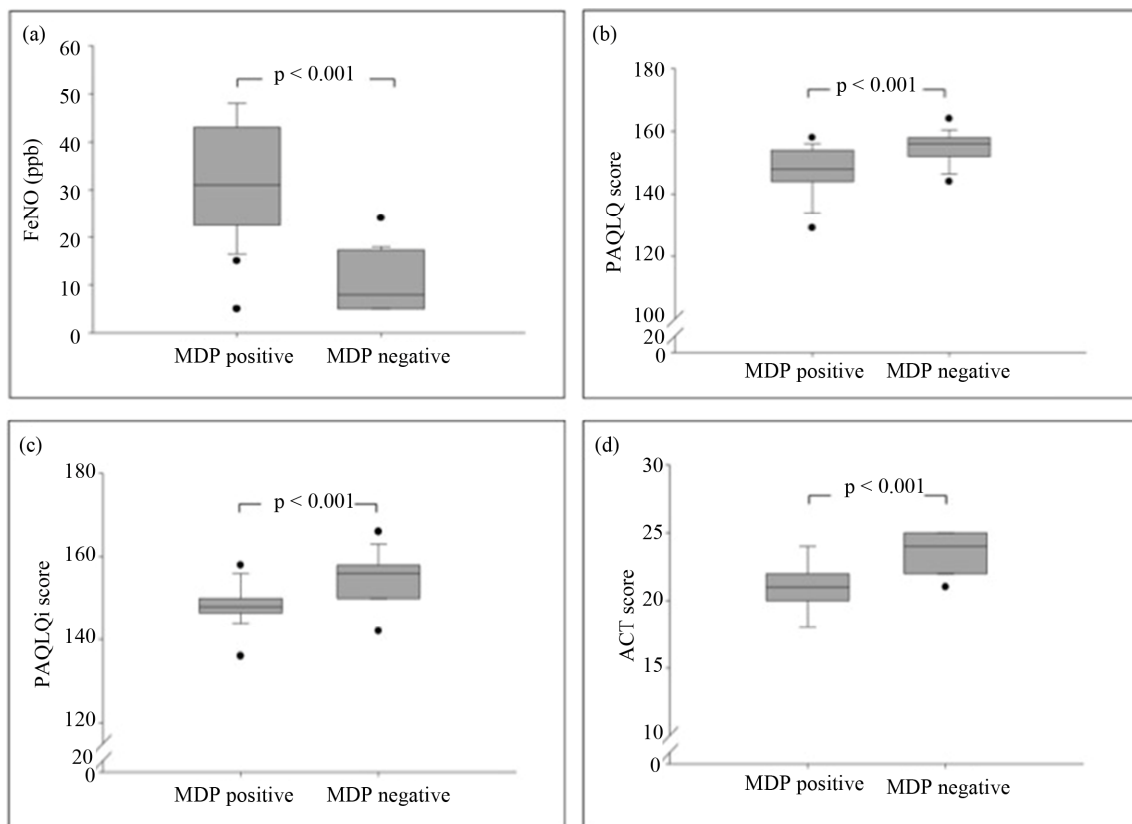 (a)
60
50
40
30
20
10
0
FeNO (ppb)
p < 0.001
MDP positive MDP negative
(b)
180
160
140
120
100
20
0
PAQLQ score
p < 0.001
MDP positive MDP negative
(c)
180
160
140
120
20
0
PAQLQi score
p < 0.001
MDP positive MDP negative
(d)
30
25
20
15
10
0
ACT score
p < 0.001
MDP positive MDP negative